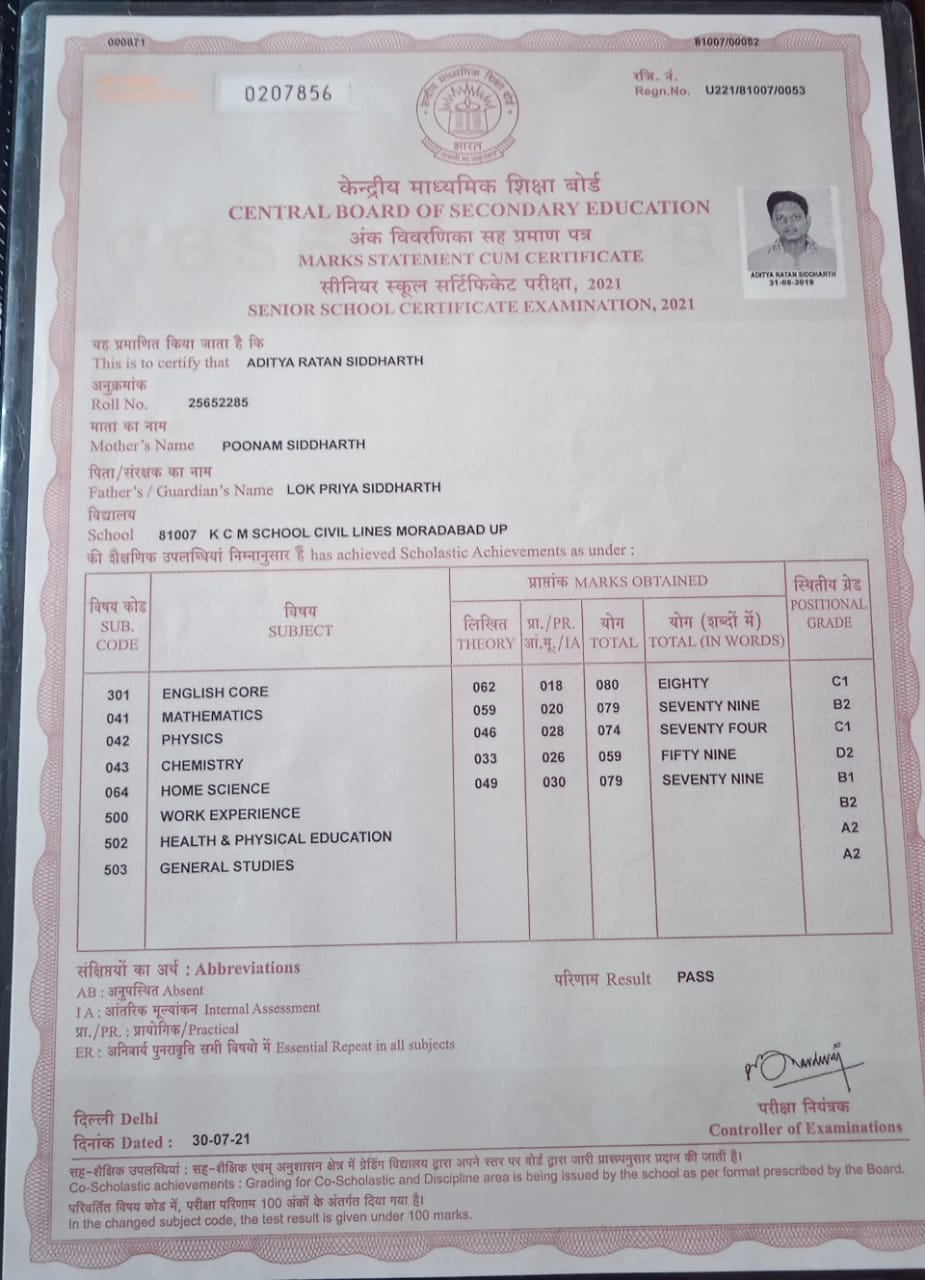 000871
81007/00052
0207856
रजि. नं.
Regn.No. U221/81007/0053
भारत
केन्द्रीय माध्यमिक शिक्षा बोर्ड
CENTRAL BOARD OF SECONDARY EDUCATION
अंक विवरणिका सह प्रमाण पत्र
MARKS STATEMENT CUM CERTIFICATE
सीनियर स्कूल सर्टिफिकेट परीक्षा, 2021
SENIOR SCHOOL CERTIFICATE EXAMINATION, 2021
ADITYA RATAN SIDDHARTH
31-08-2019
यह प्रमाणित किया जाता है कि
This is to certify that ADITYA RATAN SIDDHARTH
अनुक्रमांक
Roll No. 25652285
माता का नाम
Mother's Name POONAM SIDDHARTH
पिता/संरक्षक का नाम
Father's / Guardian's Name LOK PRIYA SIDDHARTH
विद्यालय
School 81007 K C M SCHOOL CIVIL LINES MORADABAD UP
की शैक्षणिक उपलब्धियां निम्नानुसार हैं has achieved Scholastic Achievements as under :
विषय कोड SUB. CODE विषय SUBJECT प्राप्तांक MARKS OBTAINED स्थितीय ग्रेड POSITIONAL GRADE
लिखित THEORY प्रा./PR. आं.मू./IA योग TOTAL योग (शब्दों में) TOTAL (IN WORDS)
301 ENGLISH CORE 062 018 080 EIGHTY C1
041 MATHEMATICS 059 020 079 SEVENTY NINE B2
042 PHYSICS 046 028 074 SEVENTY FOUR C1
043 CHEMISTRY 033 026 059 FIFTY NINE D2
064 HOME SCIENCE 049 030 079 SEVENTY NINE B1
500 WORK EXPERIENCE B2
502 HEALTH & PHYSICAL EDUCATION A2
503 GENERAL STUDIES A2
संक्षिप्तियों का अर्थ : Abbreviations
परिणाम Result PASS
AB : अनुपस्थित Absent
I A : आंतरिक मूल्यांकन Internal Assessment
प्रा./PR. : प्रायोगिक/Practical
ER : अनिवार्य पुनरावृत्ति सभी विषयो में Essential Repeat in all subjects
दिल्ली Delhi
दिनांक Dated : 30-07-21
परीक्षा नियंत्रक
Controller of Examinations
सह-शैक्षिक उपलब्धियां : सह-शैक्षिक एवम् अनुशासन क्षेत्र में ग्रेडिंग विद्यालय द्वारा अपने स्तर पर बोर्ड द्वारा जारी प्रारूपनुसार प्रदान की जाती है।
Co-Scholastic achievements : Grading for Co-Scholastic and Discipline area is being issued by the school as per format prescribed by the Board.
परिवर्तित विषय कोड में, परीक्षा परिणाम 100 अंकों के अंतर्गत दिया गया है।
In the changed subject code, the test result is given under 100 marks.